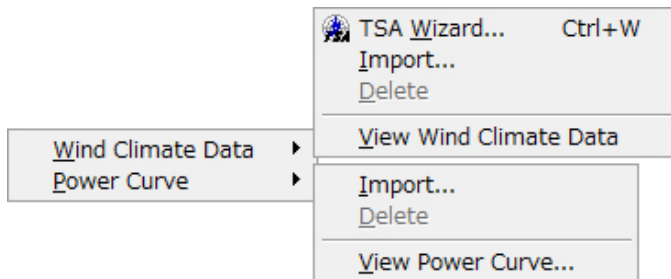 TSA Wizard... Ctrl+W
Import...
Delete
View Wind Climate Data
Wind Climate Data
Power Curve
Import...
Delete
View Power Curve...